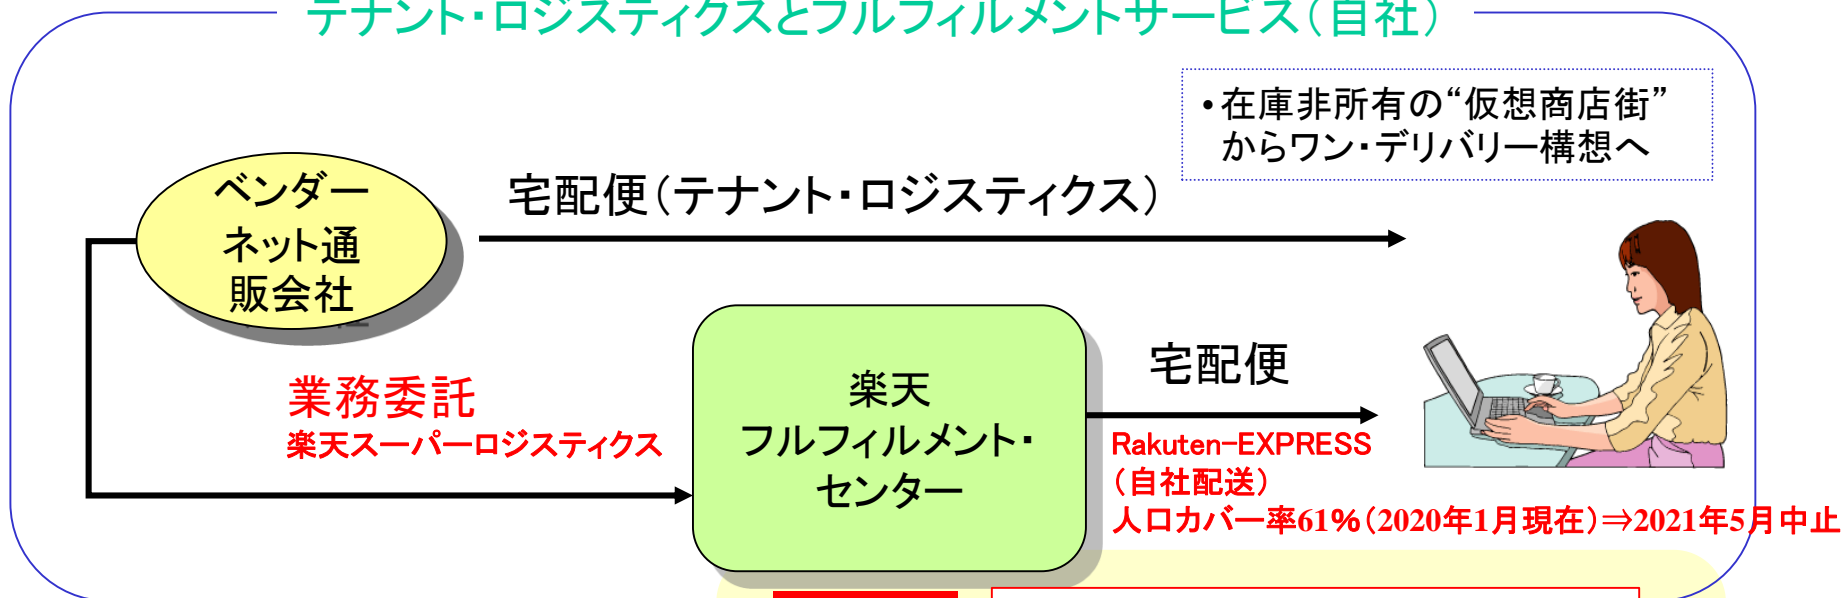 テナント・ロジスティクスとフルフィルメントサービス（自社）
・在庫非所有の“仮想商店街”
からワン・デリバリー構想へ
ベンダー
ネット通
販会社
宅配便（テナント・ロジスティクス）
業務委託
楽天スーパーロジスティクス
楽天
フルフィルメント・
センター
宅配便
Rakuten-EXPRESS
（自社配送）
人口カバー率61%（2020年1月現在）⇒2021年5月中止